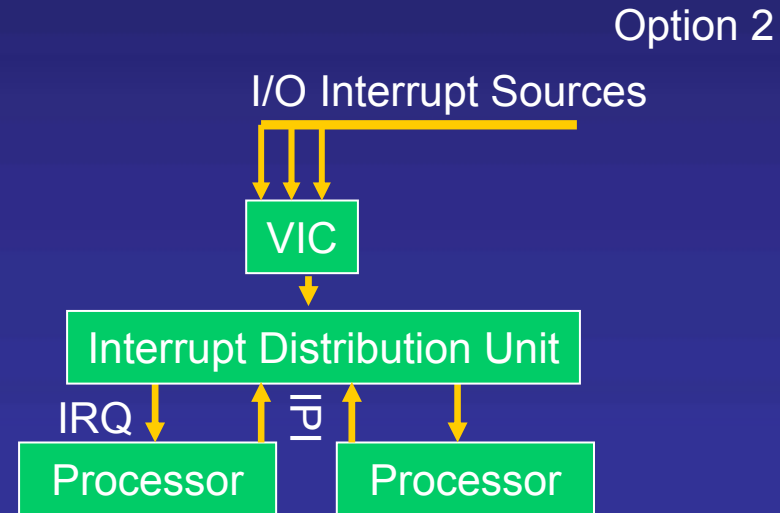 Option 2
I/O Interrupt Sources
VIC
Interrupt Distribution Unit
IRQ
IPI
Processor
Processor